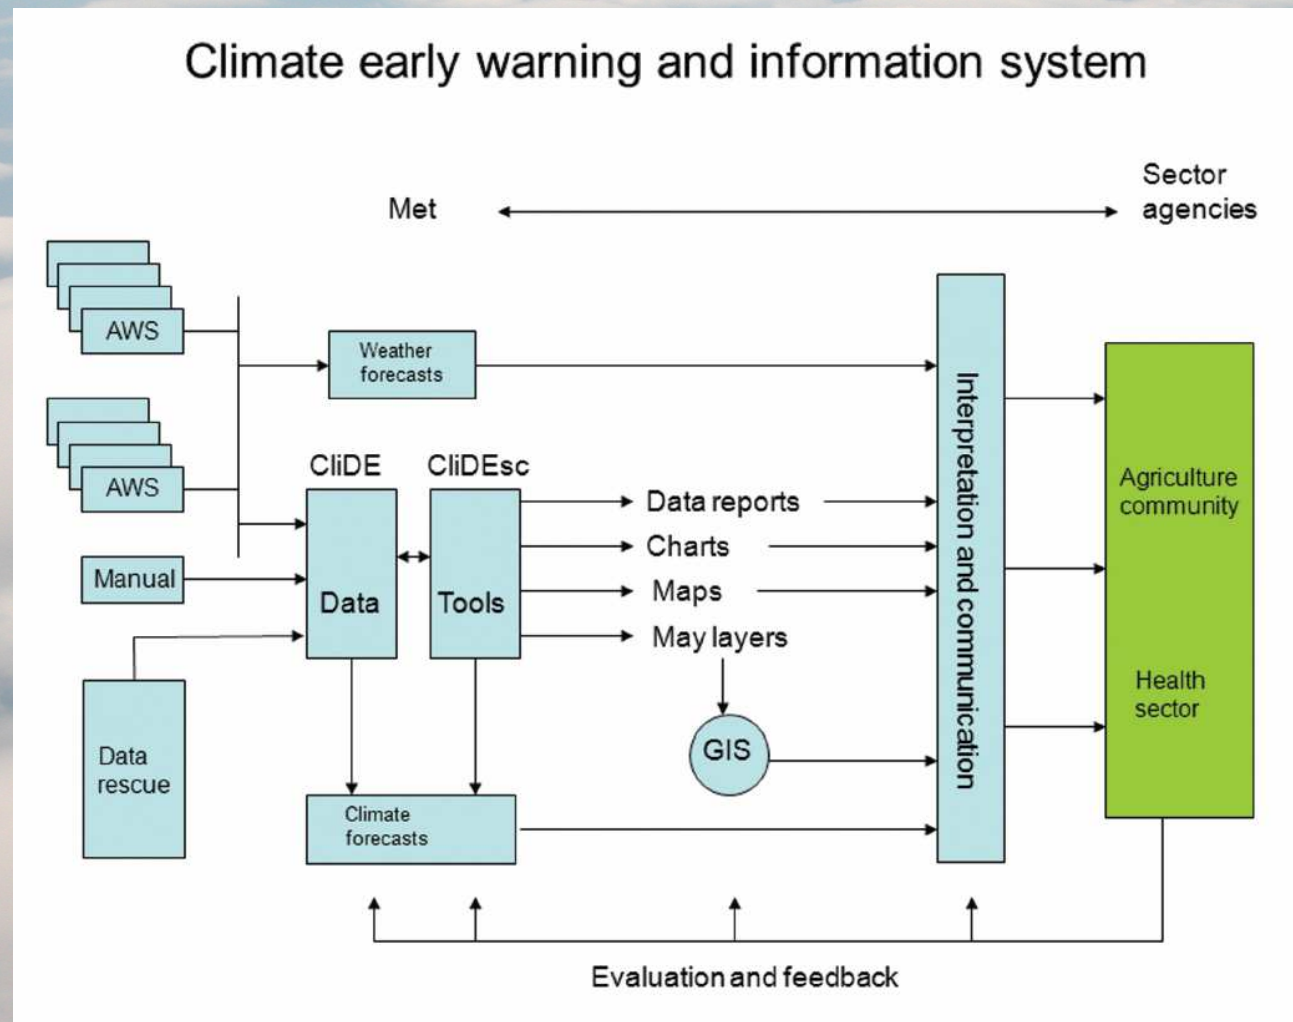 Climate early warning and information system
Met
Sector
agencies
AWS
Weather
forecasts
AWS
CliDE
CliDEsc
Manual
Data
Tools
Data reports
Charts
Maps
May layers
Interpretation and communication
Agriculture
community
Health
sector
Data
rescue
GIS
Climate
forecasts
Evaluation and feedback